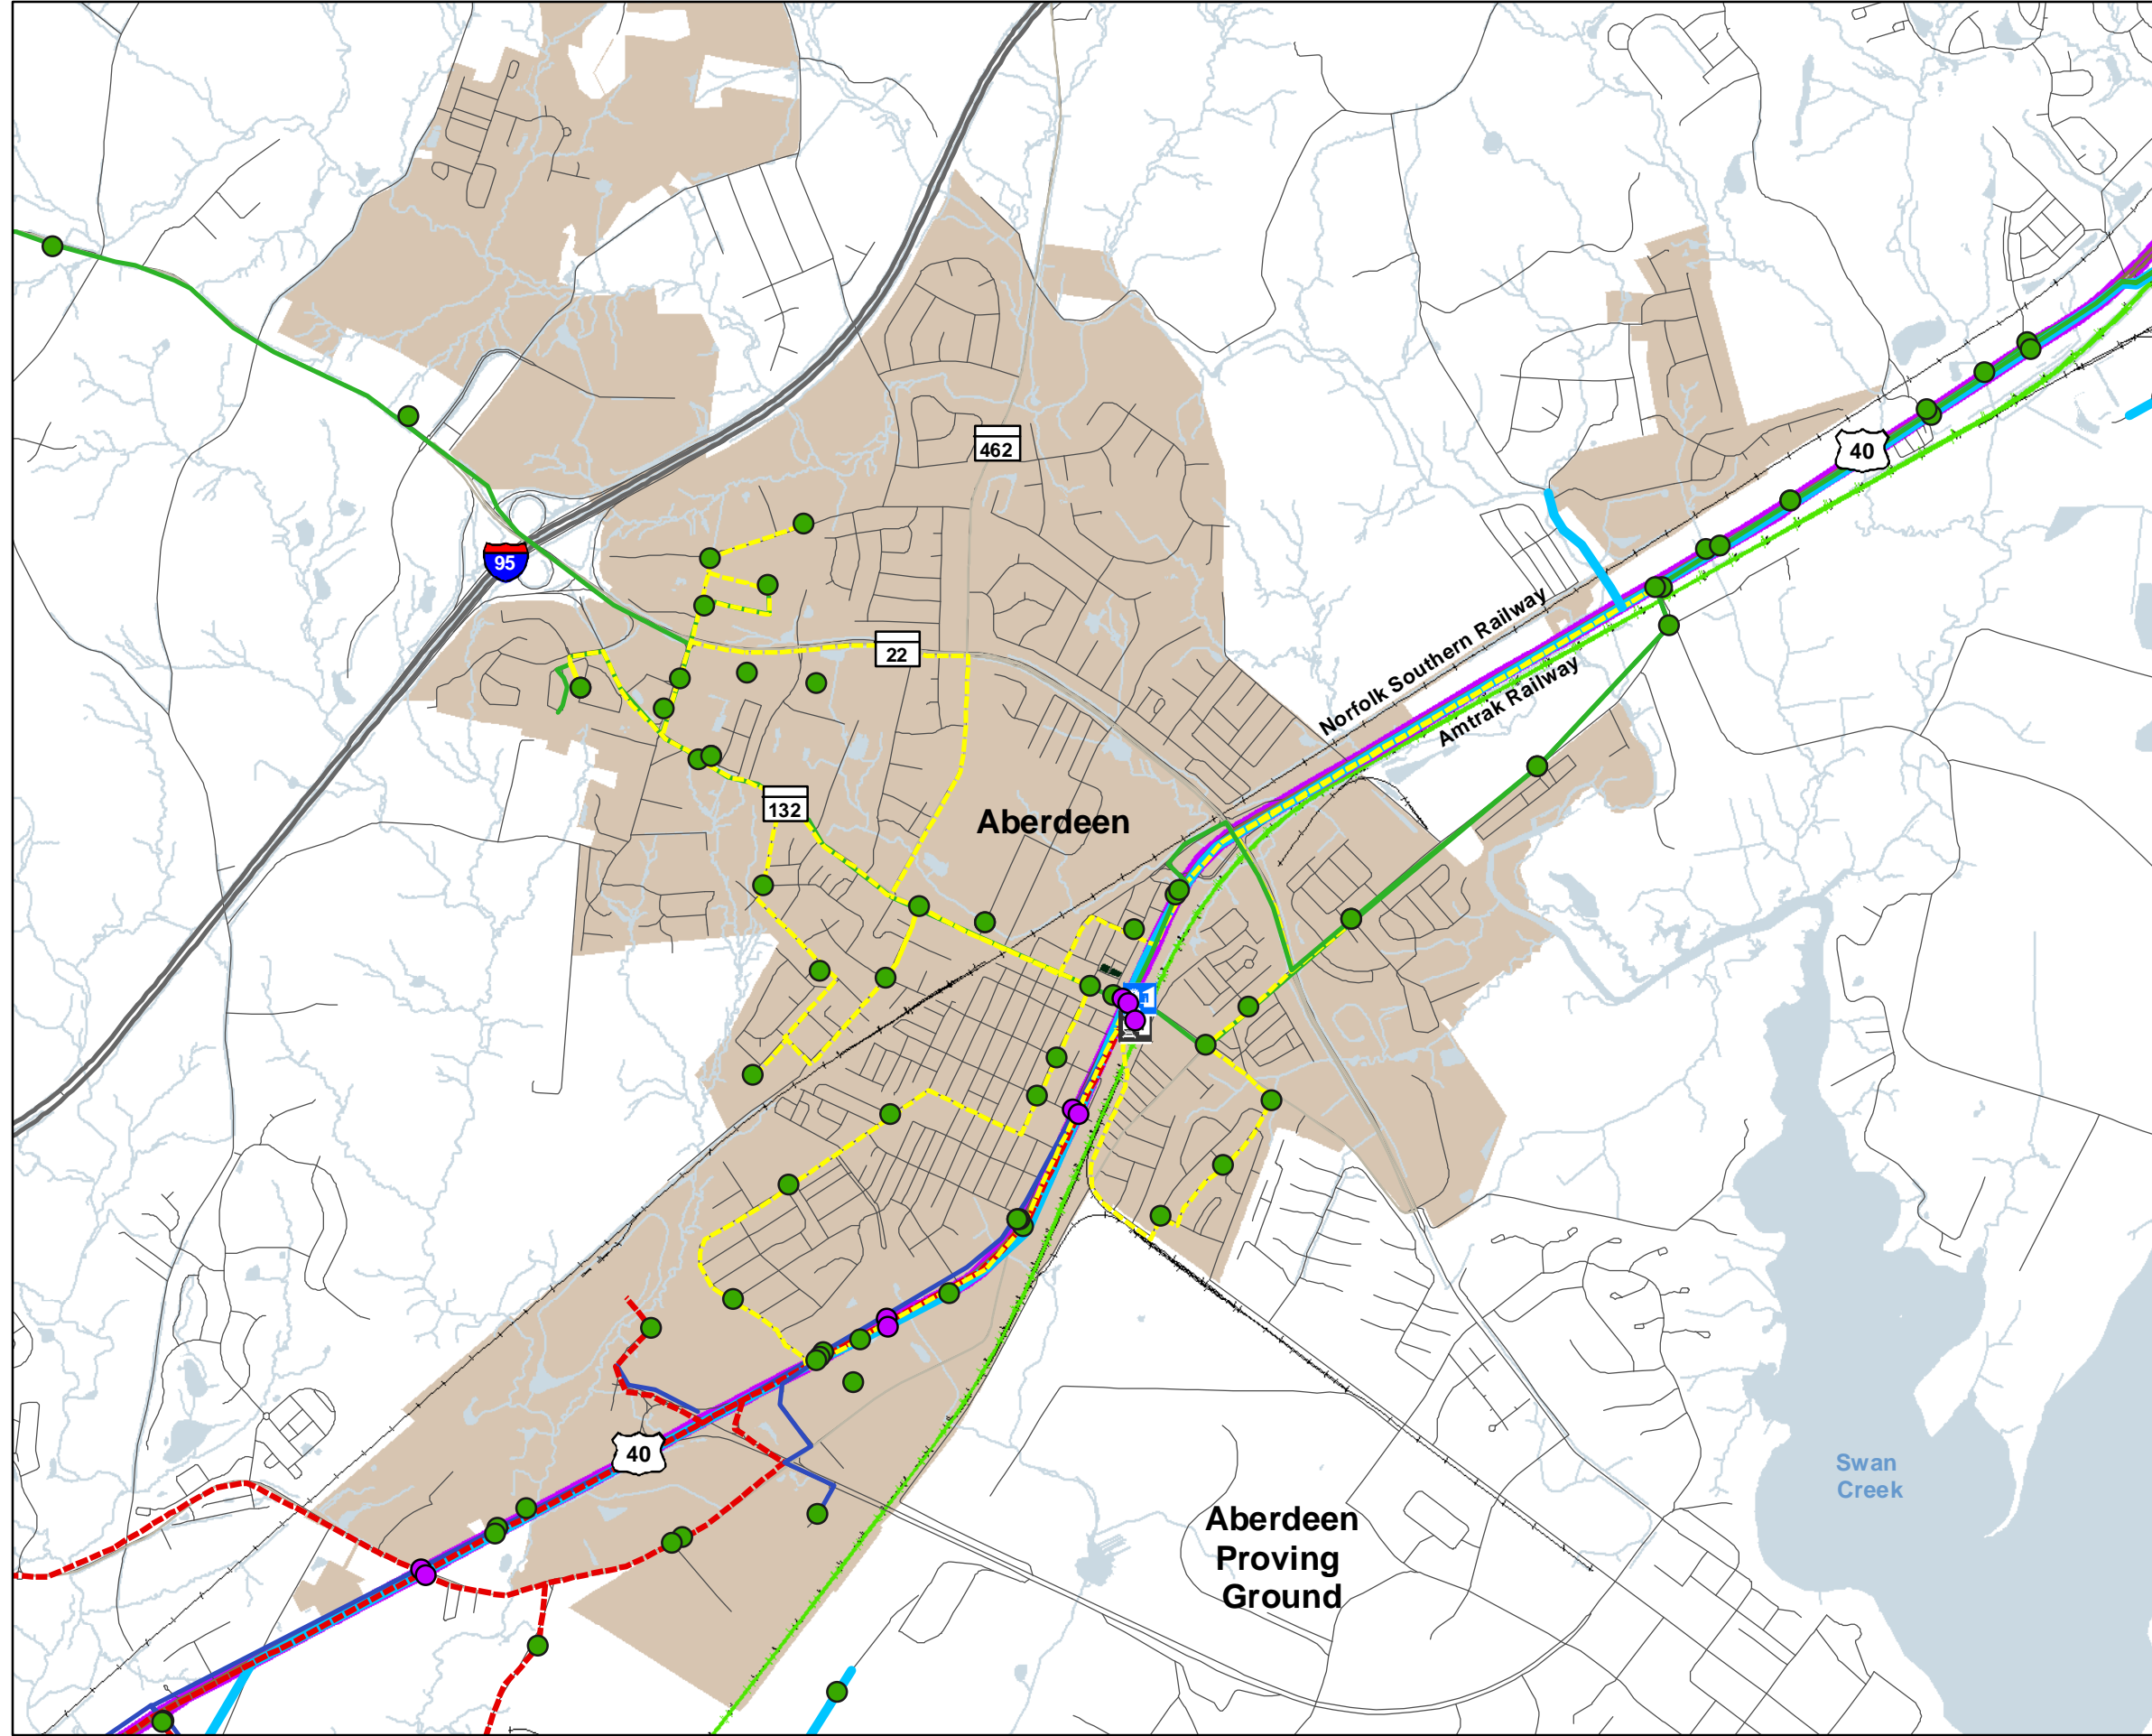 462
40
95
Norfolk Southern Railway
22
Amtrak Railway
132
Aberdeen
40
Swan
Creek
Aberdeen
Proving
Ground